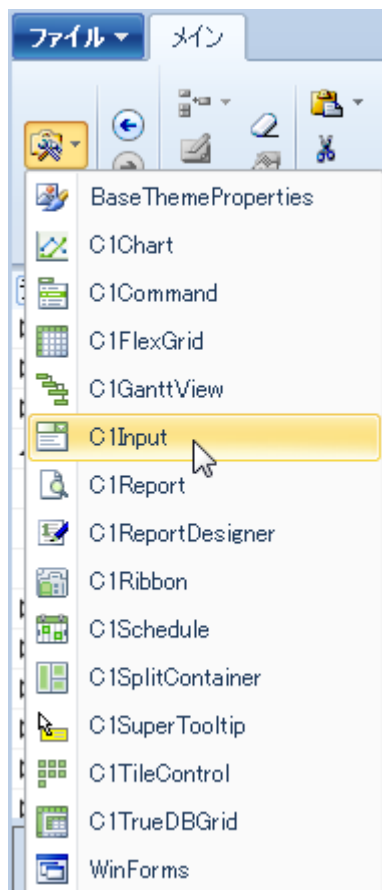 ファイル メイン
BaseThemeProperties
C1Chart
C1Command
C1FlexGrid
C1GanttView
C1Input
C1Report
C1ReportDesigner
C1Ribbon
C1Schedule
C1SplitContainer
C1SuperTooltip
C1TileControl
C1TrueDBGrid
WinForms